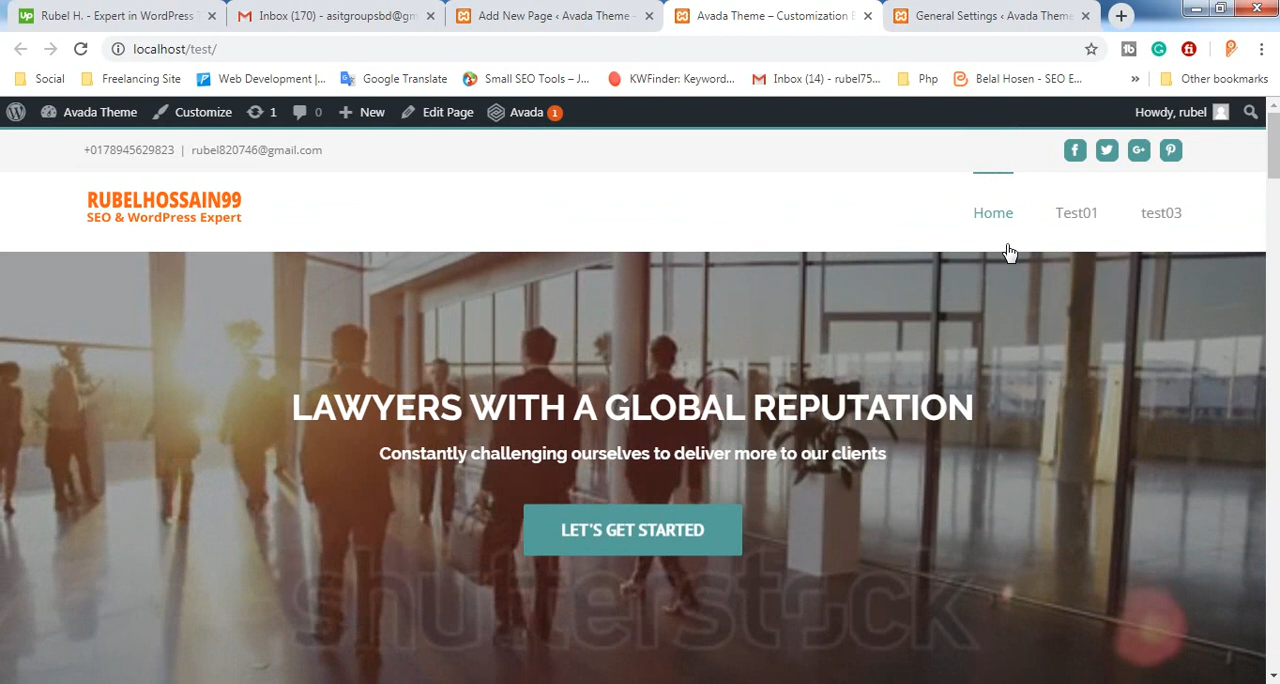 Rubel H. - Expert in WordPress
Inbox (170) - asitgroupsbd@gm
Add New Page ‹ Avada Theme -
Avada Theme – Customization E
General Settings ‹ Avada Theme
localhost/test/
Social
Freelancing Site
Web Development |...
Google Translate
Small SEO Tools – J...
KWFinder: Keyword...
Inbox (14) - rubel75...
Php
Belal Hosen - SEO E...
»
Other bookmarks
Avada Theme
Customize
1
0
New
Edit Page
Avada 1
Howdy, rubel
+0178945629823 | rubel820746@gmail.com
RUBELHOSSAIN99
SEO & WordPress Expert
Home
Test01
test03
LAWYERS WITH A GLOBAL REPUTATION
Constantly challenging ourselves to deliver more to our clients
LET'S GET STARTED
shutterstock